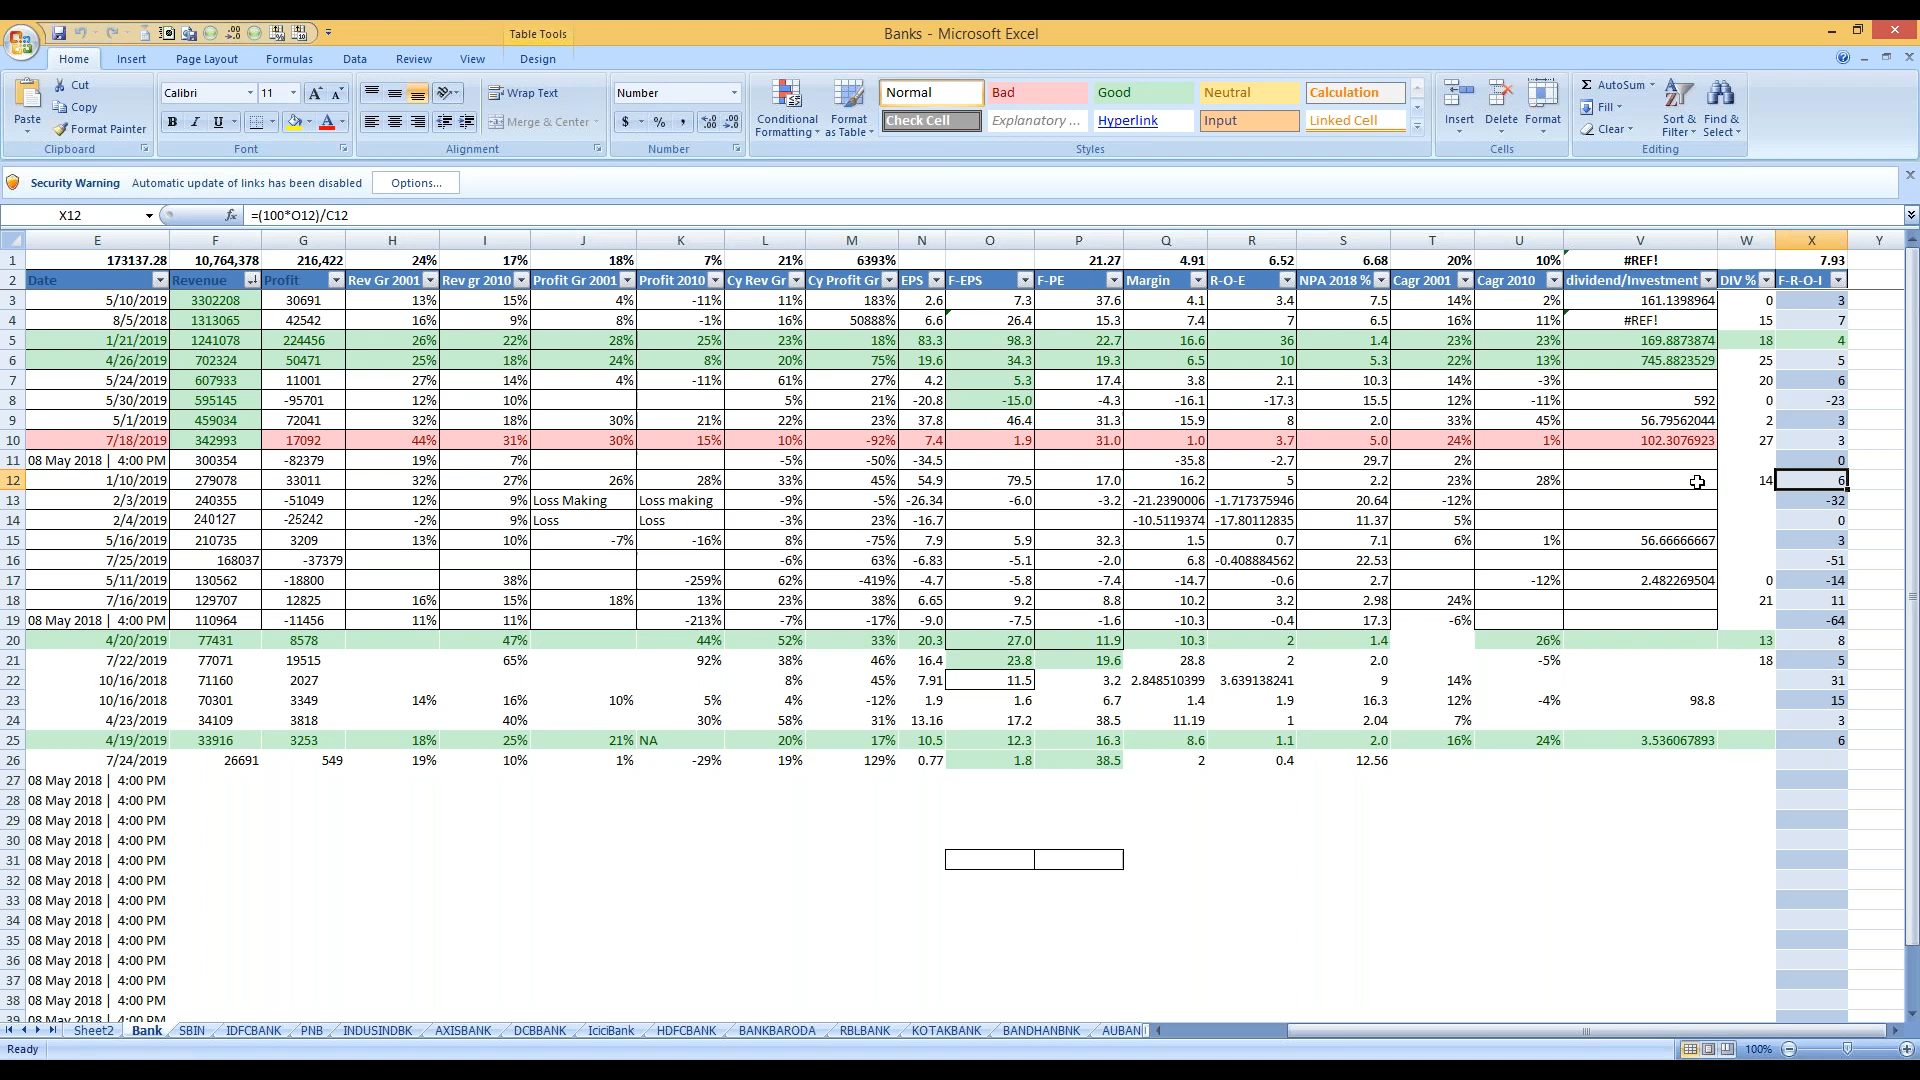 Banks - Microsoft Excel
Table Tools
Home Insert Page Layout Formulas Data Review View Design
Paste Cut Copy Format Painter Clipboard
Calibri 11 Font
Wrap Text Merge & Center Alignment
Number Number
Conditional Formatting Format as Table
Normal Bad Good Neutral Calculation
Check Cell Explanatory ... Hyperlink Input Linked Cell
Styles
Insert Delete Format Cells
AutoSum Fill Clear Sort & Filter Find & Select Editing
Security Warning Automatic update of links has been disabled Options...
X12 fx =(100*O12)/C12
E F G H I J K L M N O P Q R S T U V W X Y
1 173137.28 10,764,378 216,422 24% 17% 18% 7% 21% 6393% 21.27 4.91 6.52 6.68 20% 10% #REF! 7.93
2 Date Revenue Profit Rev Gr 2001 Rev gr 2010 Profit Gr 2001 Profit 2010 Cy Rev Gr Cy Profit Gr EPS F-EPS F-PE Margin R-O-E NPA 2018 % Cagr 2001 Cagr 2010 dividend/Investment DIV % F-R-O-I
3 5/10/2019 3302208 30691 13% 15% 4% -11% 11% 183% 2.6 7.3 37.6 4.1 3.4 7.5 14% 2% 161.1398964 0 3
4 8/5/2018 1313065 42542 16% 9% 8% -1% 16% 50888% 6.6 26.4 15.3 7.4 7 6.5 16% 11% #REF! 15 7
5 1/21/2019 1241078 224456 26% 22% 28% 25% 23% 18% 83.3 98.3 22.7 16.6 36 1.4 23% 23% 169.8873874 18 4
6 4/26/2019 702324 50471 25% 18% 24% 8% 20% 75% 19.6 34.3 19.3 6.5 10 5.3 22% 13% 745.8823529 25 5
7 5/24/2019 607933 11001 27% 14% 4% -11% 61% 27% 4.2 5.3 17.4 3.8 2.1 10.3 14% -3% 20 6
8 5/30/2019 595145 -95701 12% 10% 5% 21% -20.8 -15.0 -4.3 -16.1 -17.3 15.5 12% -11% 592 0 -23
9 5/1/2019 459034 72041 32% 18% 30% 21% 22% 23% 37.8 46.4 31.3 15.9 8 2.0 33% 45% 56.79562044 2 3
10 7/18/2019 342993 17092 44% 31% 30% 15% 10% -92% 7.4 1.9 31.0 1.0 3.7 5.0 24% 1% 102.3076923 27 3
11 08 May 2018 | 4:00 PM 300354 -82379 19% 7% -5% -50% -34.5 -35.8 -2.7 29.7 2% 0
12 1/10/2019 279078 33011 32% 27% 26% 28% 33% 45% 54.9 79.5 17.0 16.2 5 2.2 23% 28% 14 6
13 2/3/2019 240355 -51049 12% 9% Loss Making Loss making -9% -5% -26.34 -6.0 -3.2 -21.2390006 -1.717375946 20.64 -12% -32
14 2/4/2019 240127 -25242 -2% 9% Loss Loss -3% 23% -16.7 -10.5119374 -17.80112835 11.37 5% 0
15 5/16/2019 210735 3209 13% 10% -7% -16% 8% -75% 7.9 5.9 32.3 1.5 0.7 7.1 6% 1% 56.66666667 3
16 7/25/2019 168037 -37379 -6% 63% -6.83 -5.1 -2.0 6.8 -0.408884562 22.53 -51
17 5/11/2019 130562 -18800 38% -259% 62% -419% -4.7 -5.8 -7.4 -14.7 -0.6 2.7 -12% 2.482269504 0 -14
18 7/16/2019 129707 12825 16% 15% 18% 13% 23% 38% 6.65 9.2 8.8 10.2 3.2 2.98 24% 21 11
19 08 May 2018 | 4:00 PM 110964 -11456 11% 11% -213% -7% -17% -9.0 -7.5 -1.6 -10.3 -0.4 17.3 -6% -64
20 4/20/2019 77431 8578 47% 44% 52% 33% 20.3 27.0 11.9 10.3 2 1.4 26% 13 8
21 7/22/2019 77071 19515 65% 92% 38% 46% 16.4 23.8 19.6 28.8 2 2.0 -5% 18 5
22 10/16/2018 71160 2027 8% 45% 7.91 11.5 3.2 2.848510399 3.639138241 9 14% 31
23 10/16/2018 70301 3349 14% 16% 10% 5% 4% -12% 1.9 1.6 6.7 1.4 1.9 16.3 12% -4% 98.8 15
24 4/23/2019 34109 3818 40% 30% 58% 31% 13.16 17.2 38.5 11.19 1 2.04 7% 3
25 4/19/2019 33916 3253 18% 25% 21% NA 20% 17% 10.5 12.3 16.3 8.6 1.1 2.0 16% 24% 3.536067893 6
26 7/24/2019 26691 549 19% 10% 1% -29% 19% 129% 0.77 1.8 38.5 2 0.4 12.56
27 08 May 2018 | 4:00 PM
28 08 May 2018 | 4:00 PM
29 08 May 2018 | 4:00 PM
30 08 May 2018 | 4:00 PM
31 08 May 2018 | 4:00 PM
32 08 May 2018 | 4:00 PM
33 08 May 2018 | 4:00 PM
34 08 May 2018 | 4:00 PM
35 08 May 2018 | 4:00 PM
36 08 May 2018 | 4:00 PM
37 08 May 2018 | 4:00 PM
38 08 May 2018 | 4:00 PM
39 08 May 2018 | 4:00 PM
Sheet2 Bank SBIN IDFCBANK PNB INDUSINDBK AXISBANK DCBBANK IciciBank HDFCBANK BANKBARODA RBLBANK KOTAKBANK BANDHANBNK AUBAN
Ready 100%